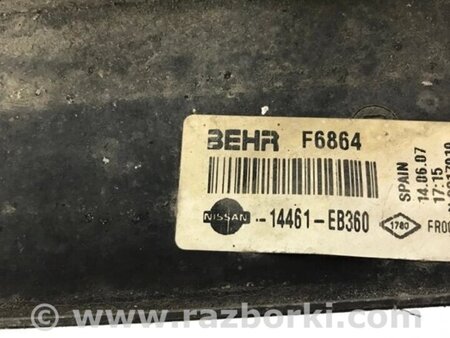 BEHR F6864
NISSAN -14461-EB360
1780
SPAIN
14.06.07
17:15
© www.razborki.com